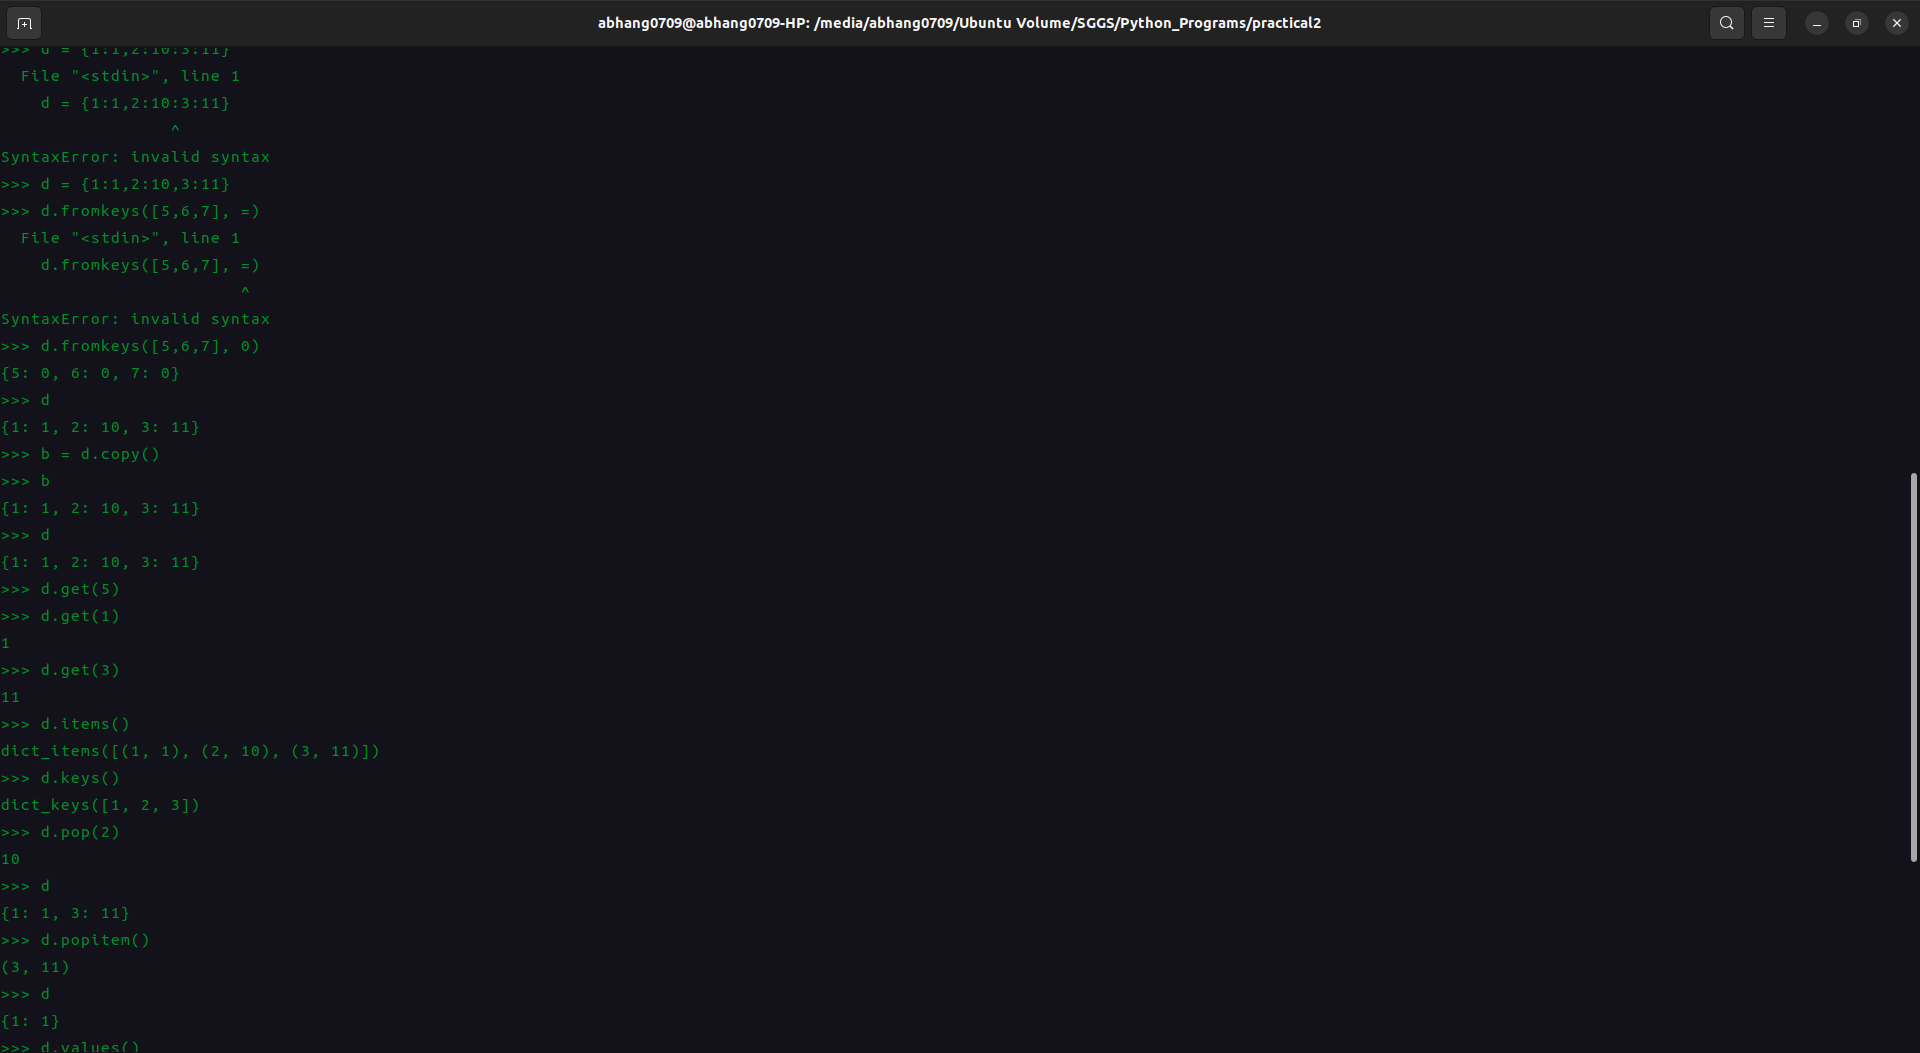 abhang0709@abhang0709-HP: /media/abhang0709/Ubuntu Volume/SGGS/Python_Programs/practical2
>>> d = {1:1,2:10:3:11}
  File "<stdin>", line 1
    d = {1:1,2:10:3:11}
                 ^
SyntaxError: invalid syntax
>>> d = {1:1,2:10,3:11}
>>> d.fromkeys([5,6,7], =)
  File "<stdin>", line 1
    d.fromkeys([5,6,7], =)
                        ^
SyntaxError: invalid syntax
>>> d.fromkeys([5,6,7], 0)
{5: 0, 6: 0, 7: 0}
>>> d
{1: 1, 2: 10, 3: 11}
>>> b = d.copy()
>>> b
{1: 1, 2: 10, 3: 11}
>>> d
{1: 1, 2: 10, 3: 11}
>>> d.get(5)
>>> d.get(1)
1
>>> d.get(3)
11
>>> d.items()
dict_items([(1, 1), (2, 10), (3, 11)])
>>> d.keys()
dict_keys([1, 2, 3])
>>> d.pop(2)
10
>>> d
{1: 1, 3: 11}
>>> d.popitem()
(3, 11)
>>> d
{1: 1}
>>> d.values()